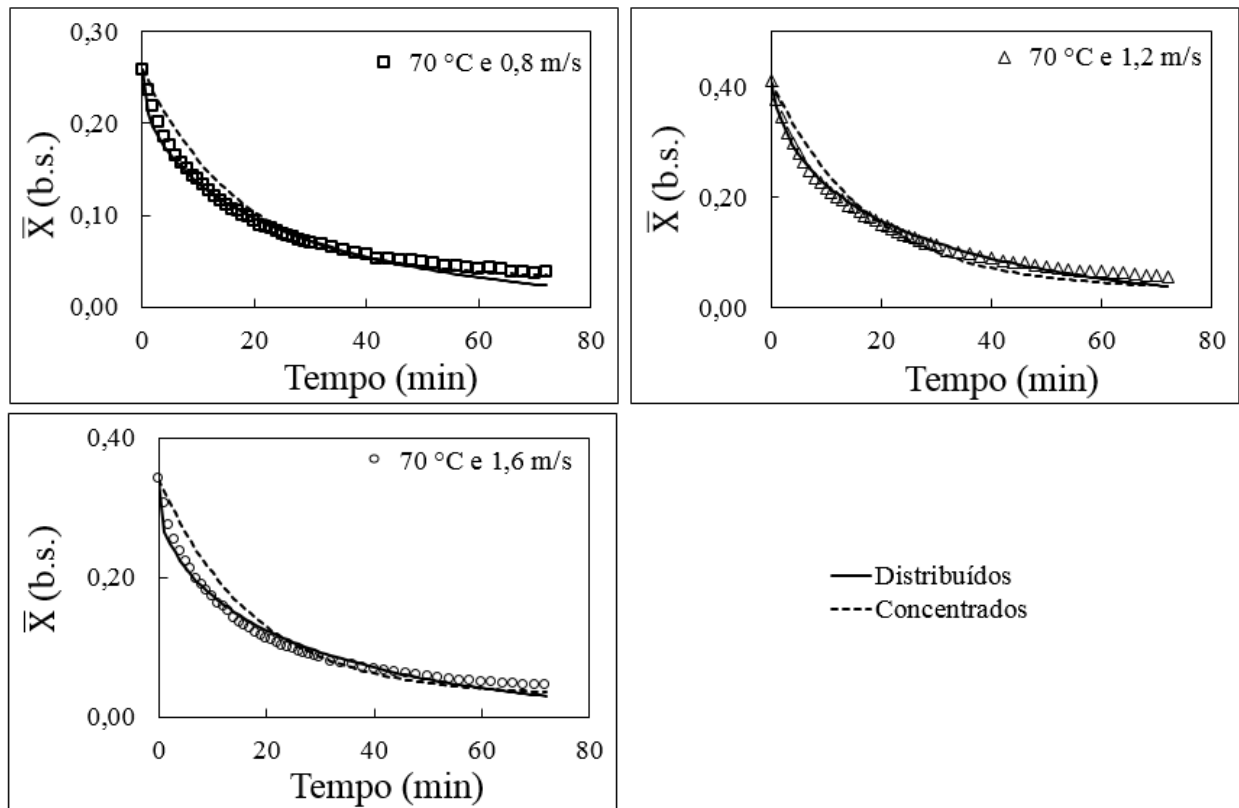 0,30
0,20
0,10
0,00
X̅ (b.s.)
70 °C e 0,8 m/s
0 20 40 60 80
Tempo (min)
0,40
0,20
0,00
X̅ (b.s.)
70 °C e 1,2 m/s
0 20 40 60 80
Tempo (min)
0,40
0,20
0,00
X̅ (b.s.)
70 °C e 1,6 m/s
0 20 40 60 80
Tempo (min)
Distribuídos
Concentrados